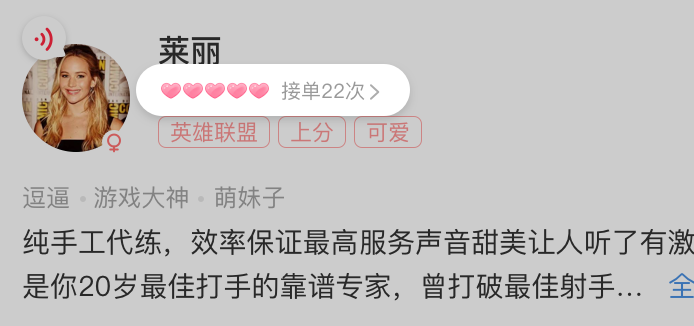 莱丽
接单22次
英雄联盟 上分 可爱
逗逼 • 游戏大神 • 萌妹子
纯手工代练，效率保证最高服务声音甜美让人听了有激
是你20岁最佳打手的靠谱专家，曾打破最佳射手... 全